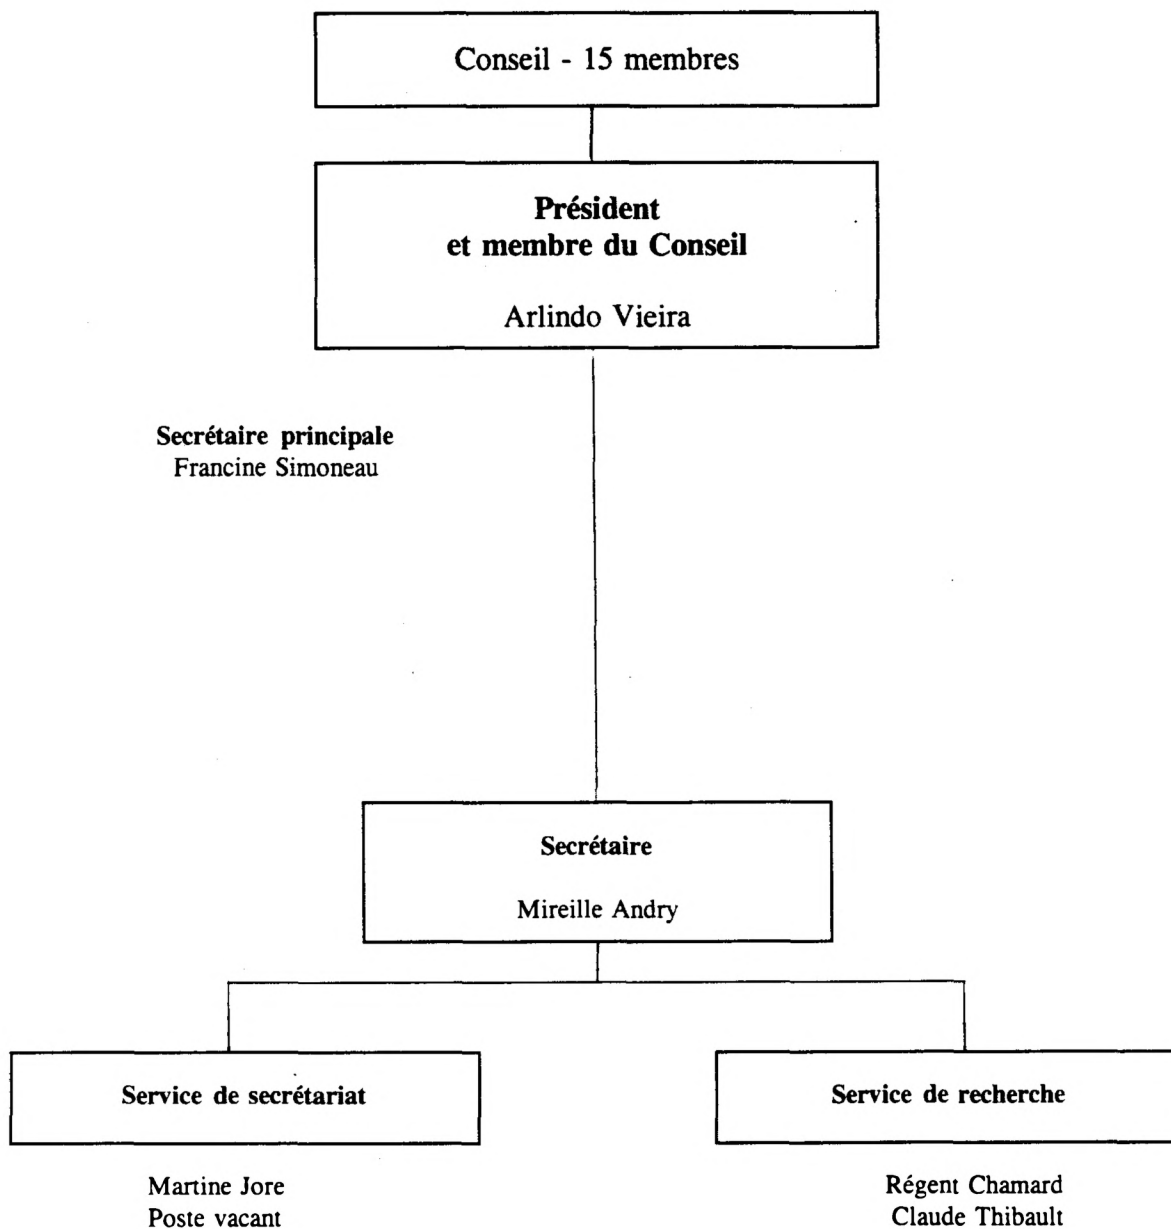 Conseil - 15 membres
Président
et membre du Conseil
Arlindo Vieira
Secrétaire principale
Francine Simoneau
Secrétaire
Mireille Andry
Service de secrétariat
Service de recherche
Martine Jore
Poste vacant
Régent Chamard
Claude Thibault